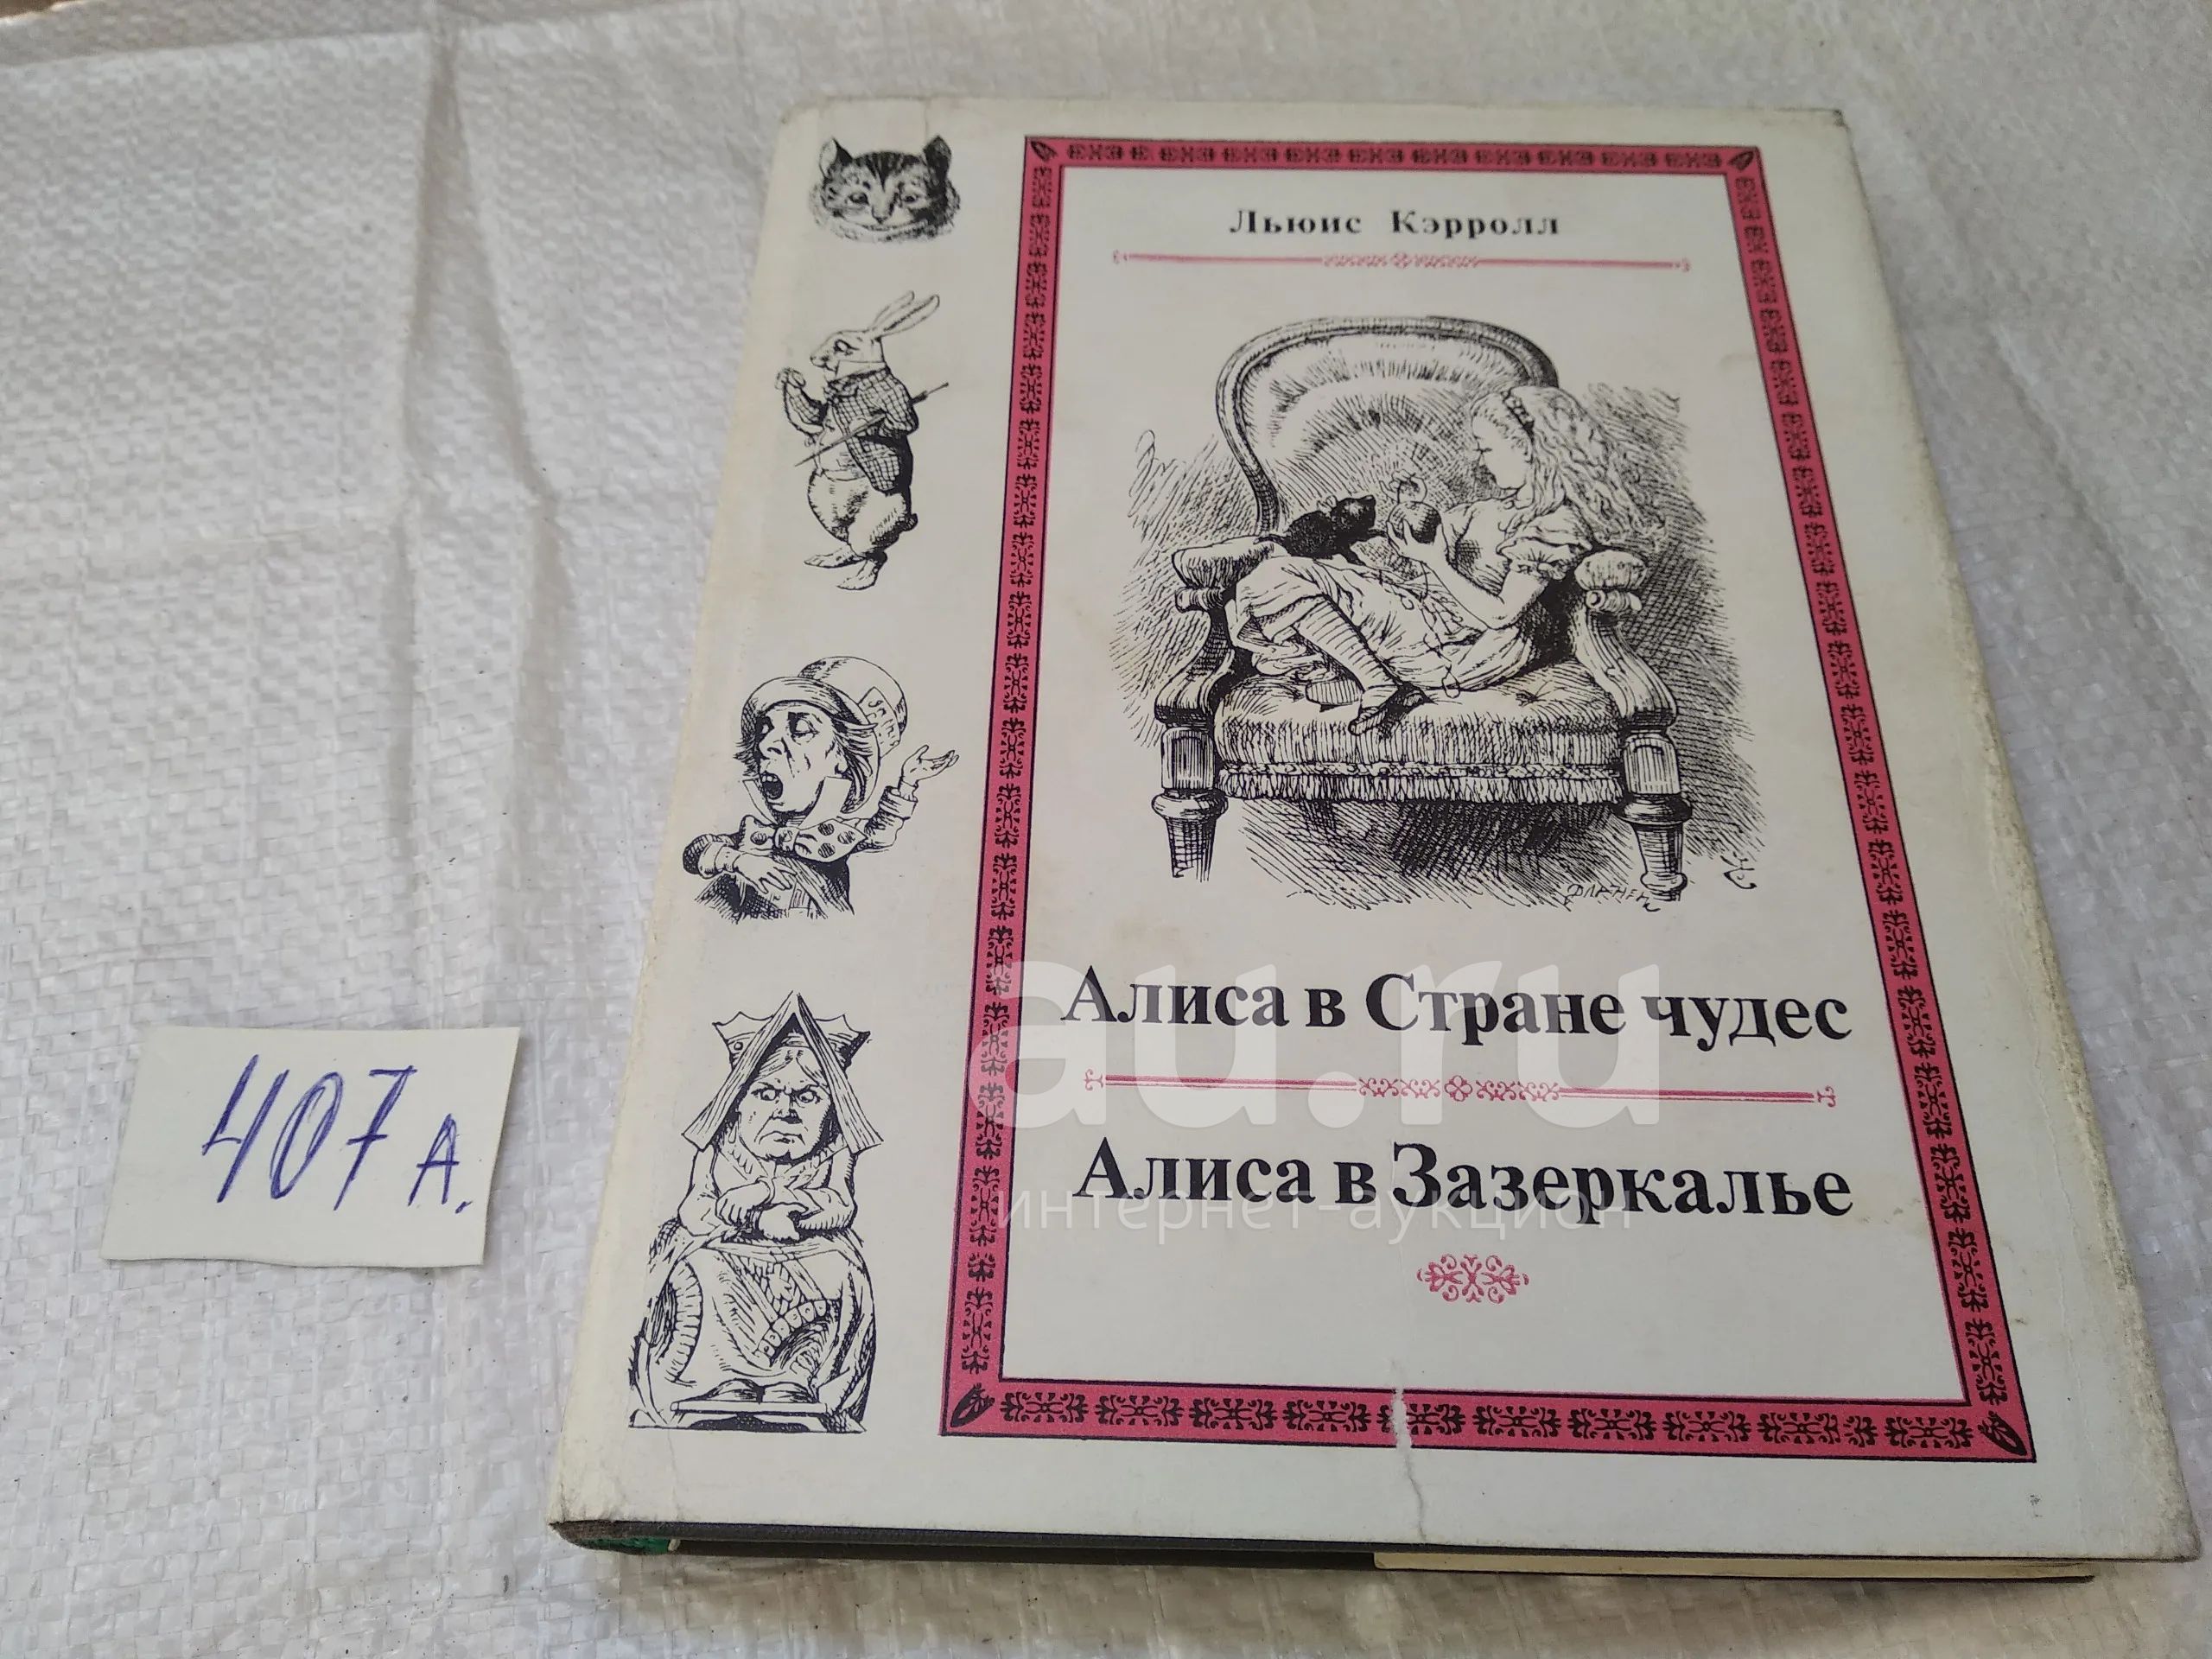 Льюис Кэрролл
Алиса в Стране чудес
Алиса в Зазеркалье
407 А.
au.ru
интернет-аукцион